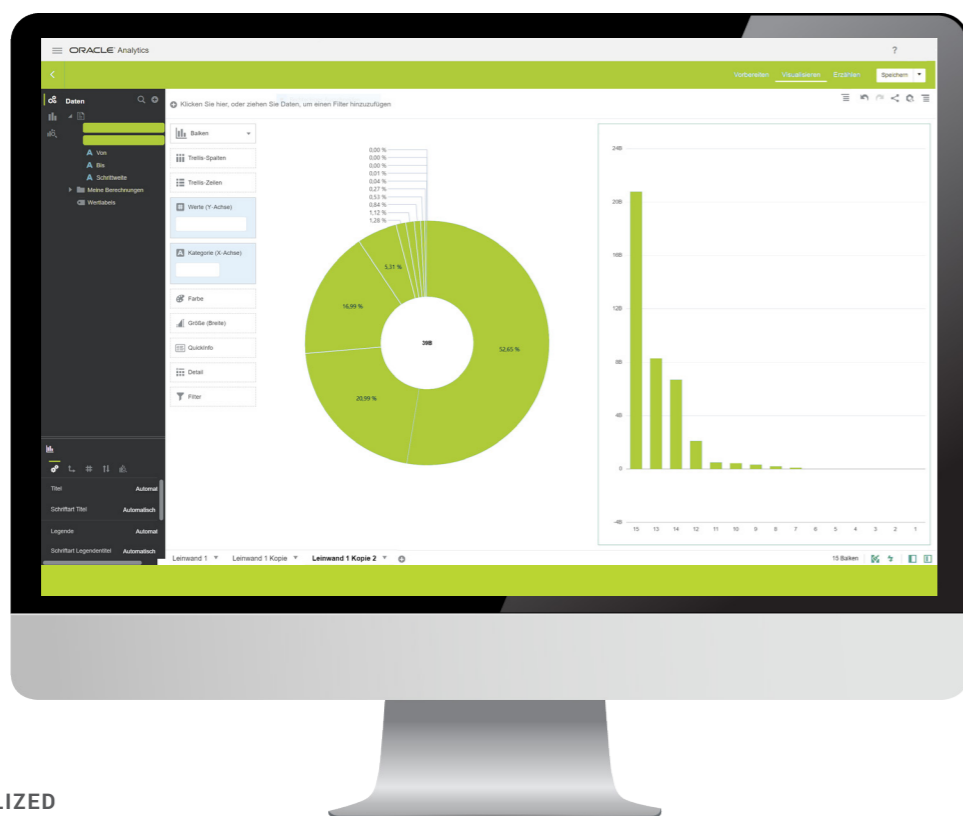 ORACLE Analytics
?
Vorbereiten
Visualisieren
Erzählen
Speichern
Daten
Klicken Sie hier, oder ziehen Sie Daten, um einen Filter hinzuzufügen
A Von
A Bis
A Schrittweite
Meine Berechnungen
Wertlabels
Balken
Trellis-Spalten
Trellis-Zeilen
Werte (Y-Achse)
Kategorie (X-Achse)
Farbe
Größe (Breite)
QuickInfo
Detail
Filter
0,00 %
0,00 %
0,00 %
0,01 %
0,04 %
0,27 %
0,53 %
0,84 %
1,12 %
1,28 %
5,31 %
16,99 %
39B
52,65 %
20,99 %
24B
20B
16B
12B
8B
4B
0
-4B
15 13 14 12 11 10 9 8 7 6 5 4 3 2 1
Titel Automat
Schriftart Titel Automatisch
Legende Automat
Schriftart Legendentitel Automatisch
Leinwand 1
Leinwand 1 Kopie
Leinwand 1 Kopie 2
15 Balken
LIZED